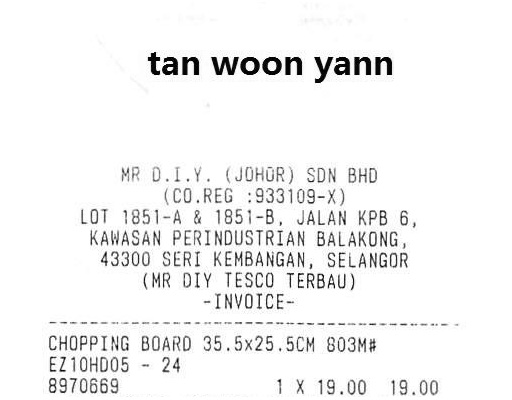 tan woon yann
MR D.I.Y. (JOHOR) SDN BHD
(CO.REG :933109-X)
LOT 1851-A & 1851-B, JALAN KPB 6,
KAWASAN PERINDUSTRIAN BALAKONG,
43300 SERI KEMBANGAN, SELANGOR
(MR DIY TESCO TERBAU)
-INVOICE-
CHOPPING BOARD 35.5x25.5CM 803M#
EZ10HD05 - 24
8970669 1 X 19.00 19.00